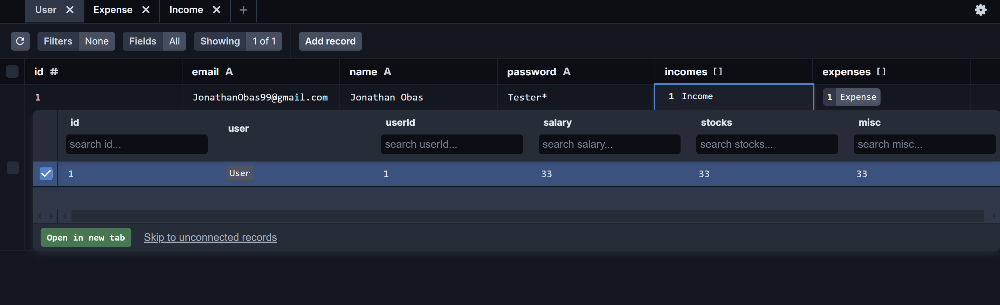 User Expense Income
Filters None Fields All Showing 1 of 1 Add record
id # email A name A password A incomes [] expenses []
1 JonathanObas99@gmail.com Jonathan Obas Tester* 1 Income 1 Expense
id user userId salary stocks misc
search id... search userId... search salary... search stocks... search misc...
1 User 1 33 33 33
Open in new tab Skip to unconnected records